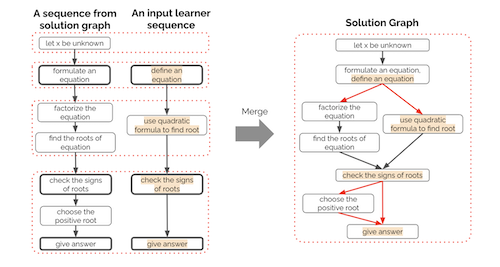 A sequence from
solution graph
An input learner
sequence
let x be unknown
formulate an
equation
define an
equation
factorize the
equation
find the roots of
equation
use quadratic
formula to find root
check the signs
of roots
check the signs
of roots
choose the
positive root
give answer
give answer
Merge
Solution Graph
let x be unknown
formulate an equation,
define an equation
factorize the
equation
use quadratic
formula to find root
find the roots of
equation
check the signs of roots
choose the
positive root
give answer